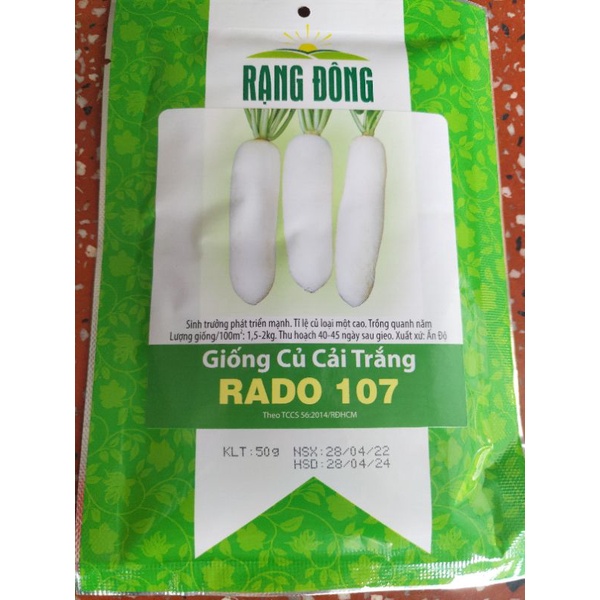 RẠNG ĐÔNG
Sinh trưởng phát triển mạnh. Tỉ lệ củ loại một cao. Trồng quanh năm
Lượng giống/100m²: 1,5-2kg. Thu hoạch 40-45 ngày sau gieo. Xuất xứ: Ấn Độ
Giống Củ Cải Trắng
RADO 107
Theo TCCS 56:2014/RĐHCM
KLT:50g NSX:28/04/22
HSD:28/04/24